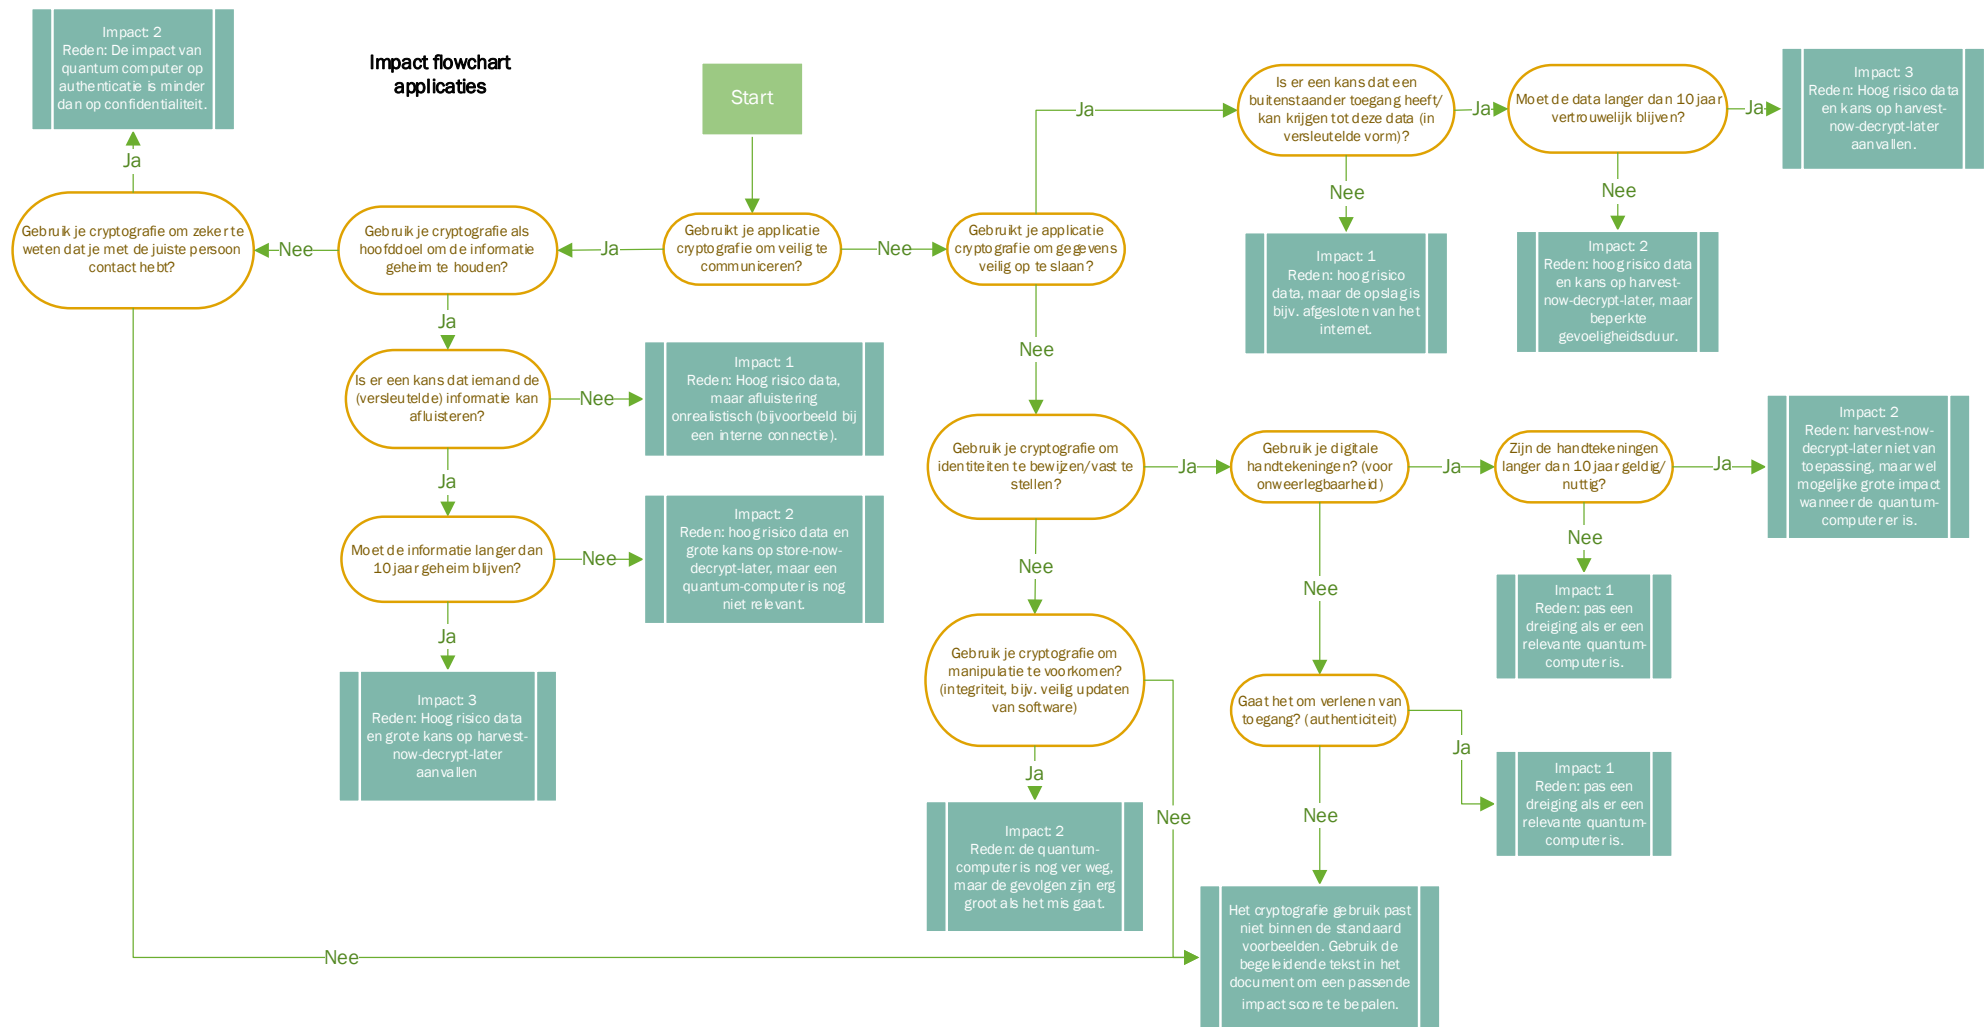 Impact: 2
Reden: De impact van
quantum computer op
authenticatie is minder
dan op confidentialiteit.
Impact flowchart
applicaties
Start
Ja
Is er een kans dat een
buitenstaander toegang heeft/
kan krijgen tot deze data (in
versleutelde vorm)?
Ja
Moet de data langer dan 10 jaar
vertrouwelijk blijven?
Ja
Impact: 3
Reden: Hoog risico data
en kans op harvest-
now-decrypt-later
aanvallen.
Ja
Nee
Nee
Gebruik je cryptografie om zeker te
weten dat je met de juiste persoon
contact hebt?
Nee
Gebruik je cryptografie als
hoofddoel om de informatie
geheim te houden?
Ja
Gebruikt je applicatie
cryptografie om veilig te
communiceren?
Nee
Gebruikt je applicatie
cryptografie om gegevens
veilig op te slaan?
Impact: 1
Reden: hoog risico
data, maar de opslag is
bijv. afgesloten van het
internet.
Impact: 2
Reden: hoog risico data
en kans op harvest-
now-decrypt-later, maar
beperkte
gevoeligheidsduur.
Ja
Nee
Is er een kans dat iemand de
(versleutelde) informatie kan
afluisteren?
Nee
Impact: 1
Reden: Hoog risico data,
maar afluistering
onrealistisch (bijvoorbeeld bij
een interne connectie).
Ja
Gebruik je cryptografie om
identiteiten te bewijzen/vast te
stellen?
Ja
Gebruik je digitale
handtekeningen? (voor
onweerlegbaarheid)
Ja
Zijn de handtekeningen
langer dan 10 jaar geldig/
nuttig?
Ja
Impact: 2
Reden: harvest-now-
decrypt-later niet van
toepassing, maar wel
mogelijke grote impact
wanneer de quantum-
computer er is.
Moet de informatie langer dan
10 jaar geheim blijven?
Nee
Impact: 2
Reden: hoog risico data en
grote kans op store-now-
decrypt-later, maar een
quantum-computer is nog
niet relevant.
Nee
Nee
Nee
Impact: 1
Reden: pas een
dreiging als er een
relevante quantum-
computer is.
Ja
Impact: 3
Reden: Hoog risico data
en grote kans op harvest-
now-decrypt-later
aanvallen
Gebruik je cryptografie om
manipulatie te voorkomen?
(integriteit, bijv. veilig updaten
van software)
Gaat het om verlenen van
toegang? (authenticiteit)
Ja
Ja
Nee
Nee
Impact: 1
Reden: pas een
dreiging als er een
relevante quantum-
computer is.
Impact: 2
Reden: de quantum-
computer is nog ver weg,
maar de gevolgen zijn erg
groot als het mis gaat.
Nee
Het cryptografie gebruik past
niet binnen de standaard
voorbeelden. Gebruik de
begeleidende tekst in het
document om een passende
impact score te bepalen.